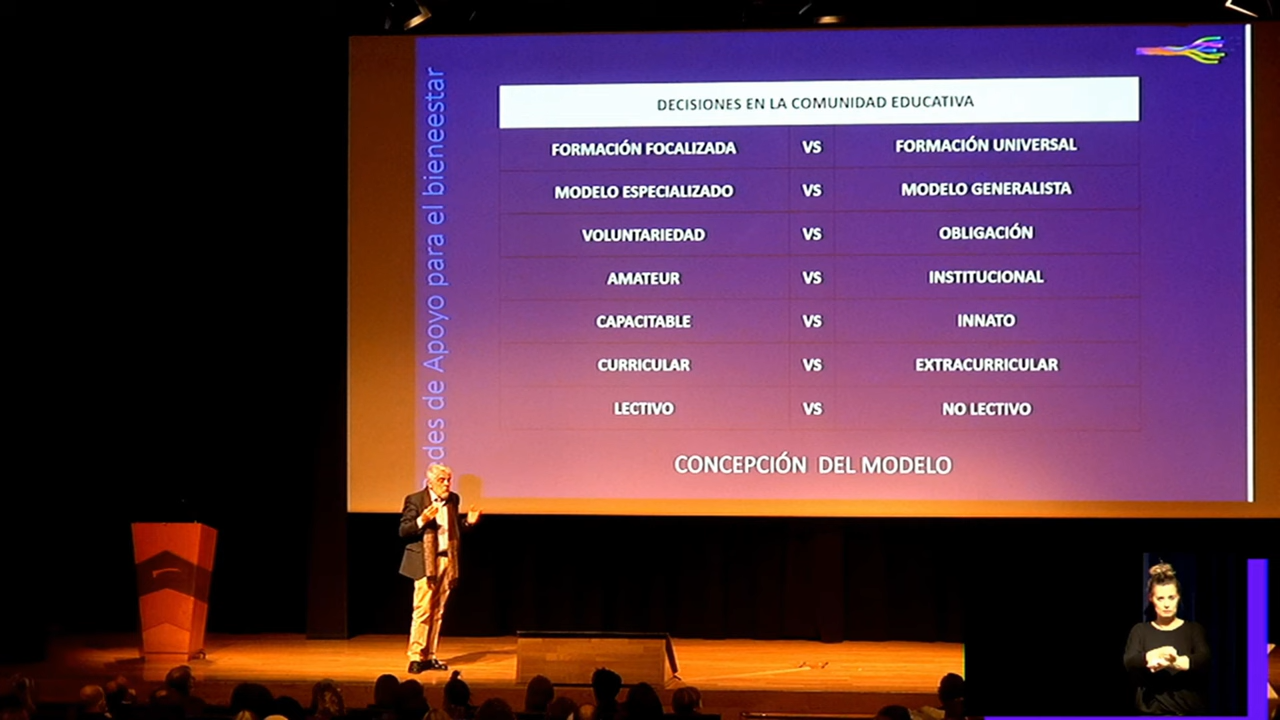 edes de Apoyo para el bieneestar
DECISIONES EN LA COMUNIDAD EDUCATIVA
FORMACIÓN FOCALIZADA VS FORMACIÓN UNIVERSAL
MODELO ESPECIALIZADO VS MODELO GENERALISTA
VOLUNTARIEDAD VS OBLIGACIÓN
AMATEUR VS INSTITUCIONAL
CAPACITABLE VS INNATO
CURRICULAR VS EXTRACURRICULAR
LECTIVO VS NO LECTIVO
CONCEPCIÓN DEL MODELO